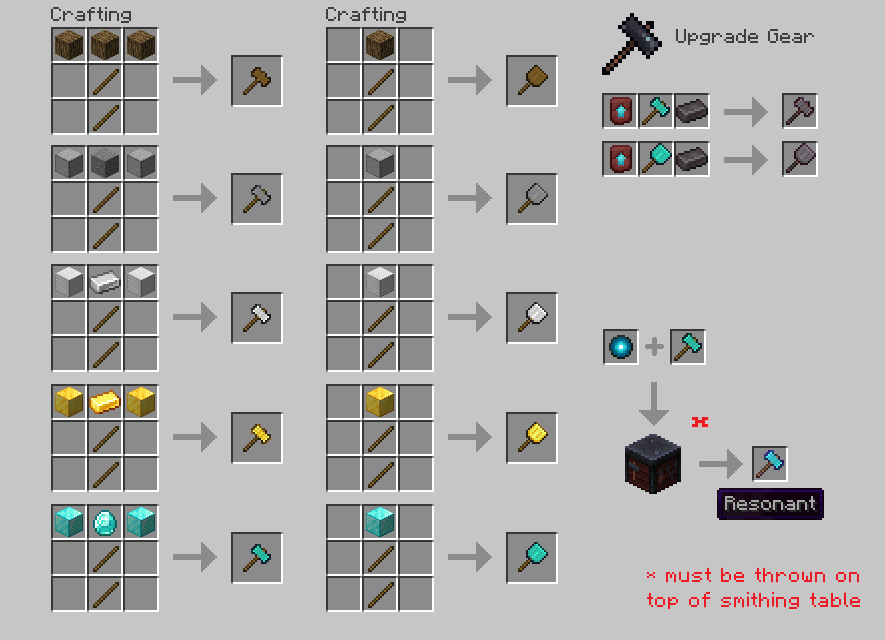 Crafting
Crafting
Upgrade Gear
Resonant
* must be thrown on
top of smithing table